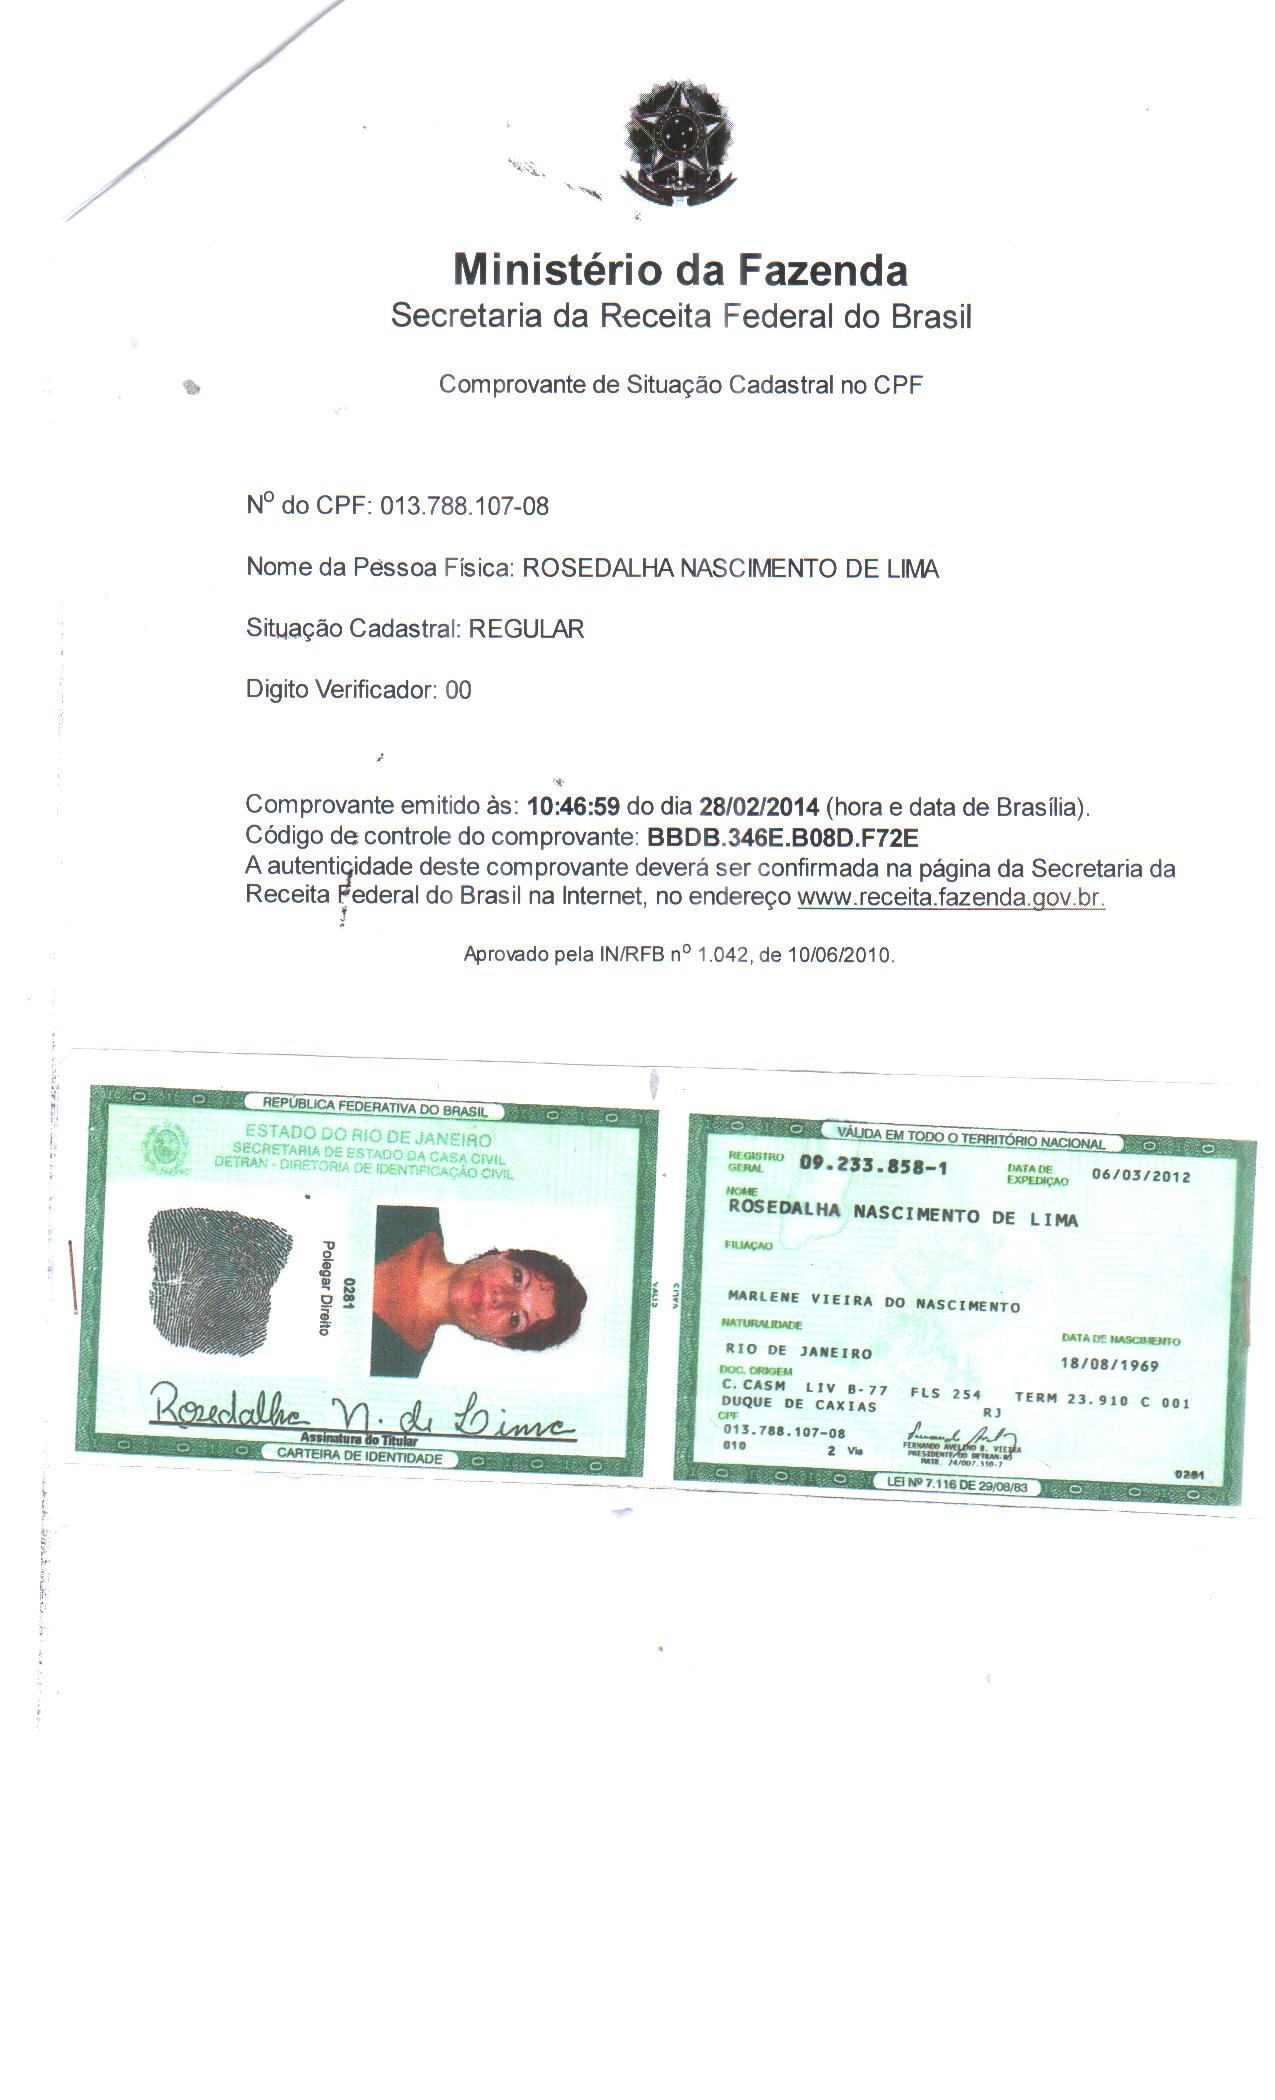 Ministério da Fazenda
Secretaria da Receita Federal do Brasil
Comprovante de Situação Cadastral no CPF
Nº do CPF: 013.788.107-08
Nome da Pessoa Física: ROSEDALHA NASCIMENTO DE LIMA
Situação Cadastral: REGULAR
Digito Verificador: 00
Comprovante emitido às: 10:46:59 do dia 28/02/2014 (hora e data de Brasília).
Código de controle do comprovante: BBDB.346E.B08D.F72E
A autenticidade deste comprovante deverá ser confirmada na página da Secretaria da
Receita Federal do Brasil na Internet, no endereço www.receita.fazenda.gov.br.
Aprovado pela IN/RFB nº 1.042, de 10/06/2010.
REPÚBLICA FEDERATIVA DO BRASIL
ESTADO DO RIO DE JANEIRO
SECRETARIA DE ESTADO DA CASA CIVIL
DETRAN - DIRETORIA DE IDENTIFICAÇÃO CIVIL
0281
Polegar Direito
Rosedalha N. de Lima
Assinatura do Titular
CARTEIRA DE IDENTIDADE
VÁLIDA EM TODO O TERRITÓRIO NACIONAL
REGISTRO GERAL 09.233.858-1 DATA DE EXPEDIÇÃO 06/03/2012
NOME
ROSEDALHA NASCIMENTO DE LIMA
FILIAÇÃO
MARLENE VIEIRA DO NASCIMENTO
NATURALIDADE DATA DE NASCIMENTO
RIO DE JANEIRO 18/08/1969
DOC. ORIGEM
C. CASM LIV B-77 FLS 254 TERM 23.910 C 001
DUQUE DE CAXIAS RJ
CPF
013.788.107-08
010 2 Via
FERNANDO AVELINO B. VIEIRA
PRESIDENTE DO DETRAN-RJ
0281
LEI Nº 7.116 DE 29/08/83